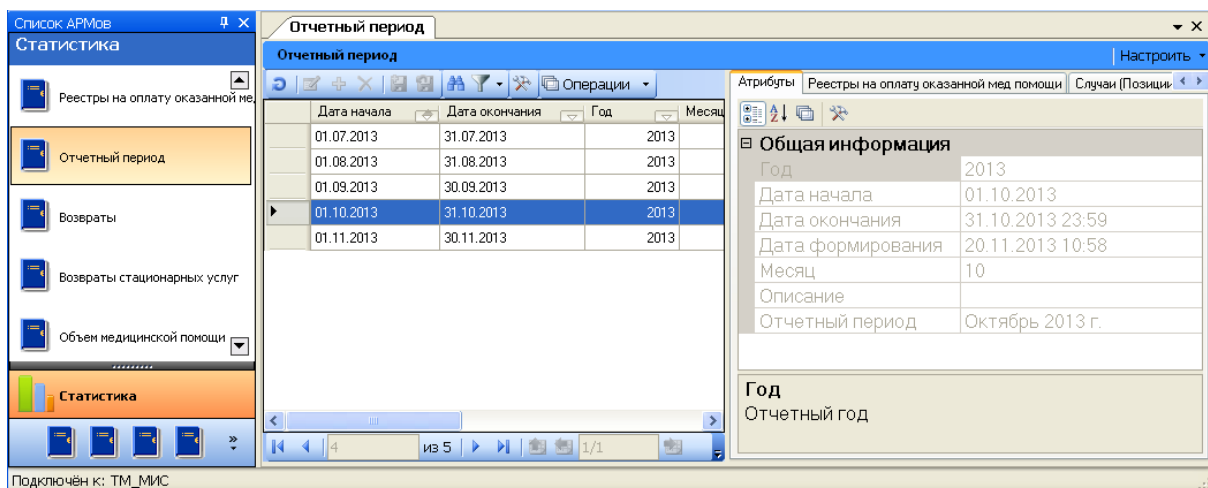 Список АРМов
Статистика
Реестры на оплату оказанной ме
Отчетный период
Возвраты
Возвраты стационарных услуг
Объем медицинской помощи
Статистика
»
Отчетный период
Отчетный период
Настроить
Операции
Дата начала Дата окончания Год Месяц
01.07.2013 31.07.2013 2013
01.08.2013 31.08.2013 2013
01.09.2013 30.09.2013 2013
01.10.2013 31.10.2013 2013
01.11.2013 30.11.2013 2013
4 из 5 1/1
Атрибуты Реестры на оплату оказанной мед помощи Случаи (Позиции
Общая информация
Год 2013
Дата начала 01.10.2013
Дата окончания 31.10.2013 23:59
Дата формирования 20.11.2013 10:58
Месяц 10
Описание
Отчетный период Октябрь 2013 г.
Год
Отчетный год
Подключён к: ТМ_МИС